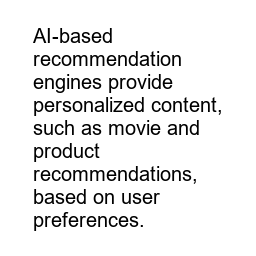 AI-based
recommendation
engines provide
personalized content,
such as movie and
product
recommendations,
based on user
preferences.